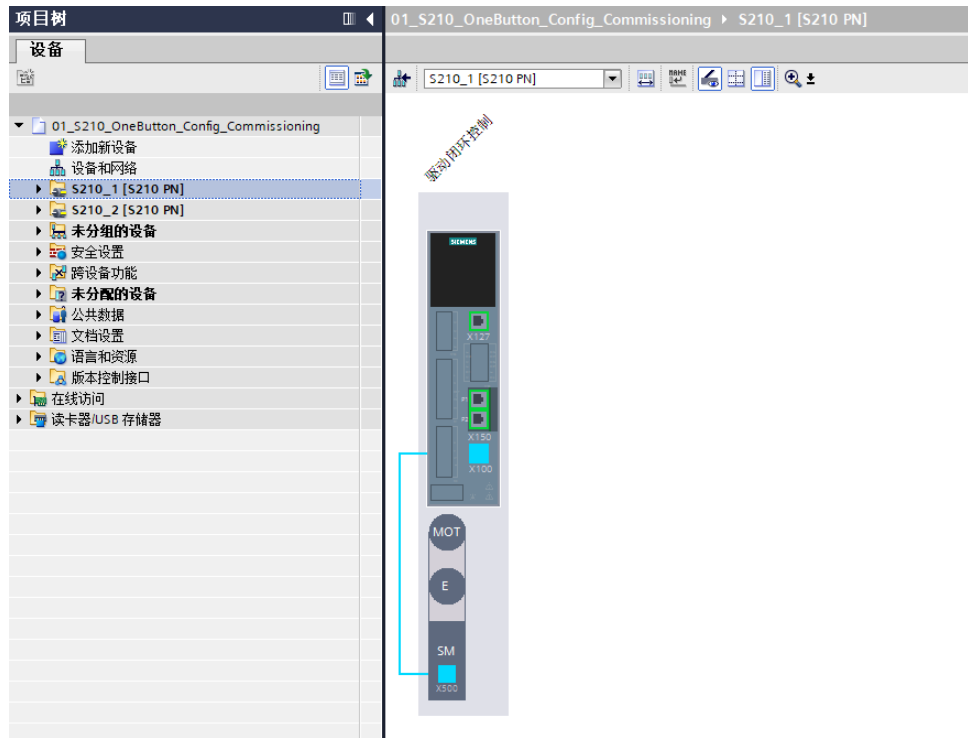 项目树
01_S210_OneButton_Config_Commissioning ▸ S210_1 [S210 PN]
设备
S210_1 [S210 PN]
NAME
01_S210_OneButton_Config_Commissioning
添加新设备
设备和网络
S210_1 [S210 PN]
S210_2 [S210 PN]
未分组的设备
安全设置
跨设备功能
未分配的设备
公共数据
文档设置
语言和资源
版本控制接口
在线访问
读卡器/USB 存储器
驱动闭环控制
SIEMENS
X127
P1
P2
X150
X100
MOT
E
SM
X500